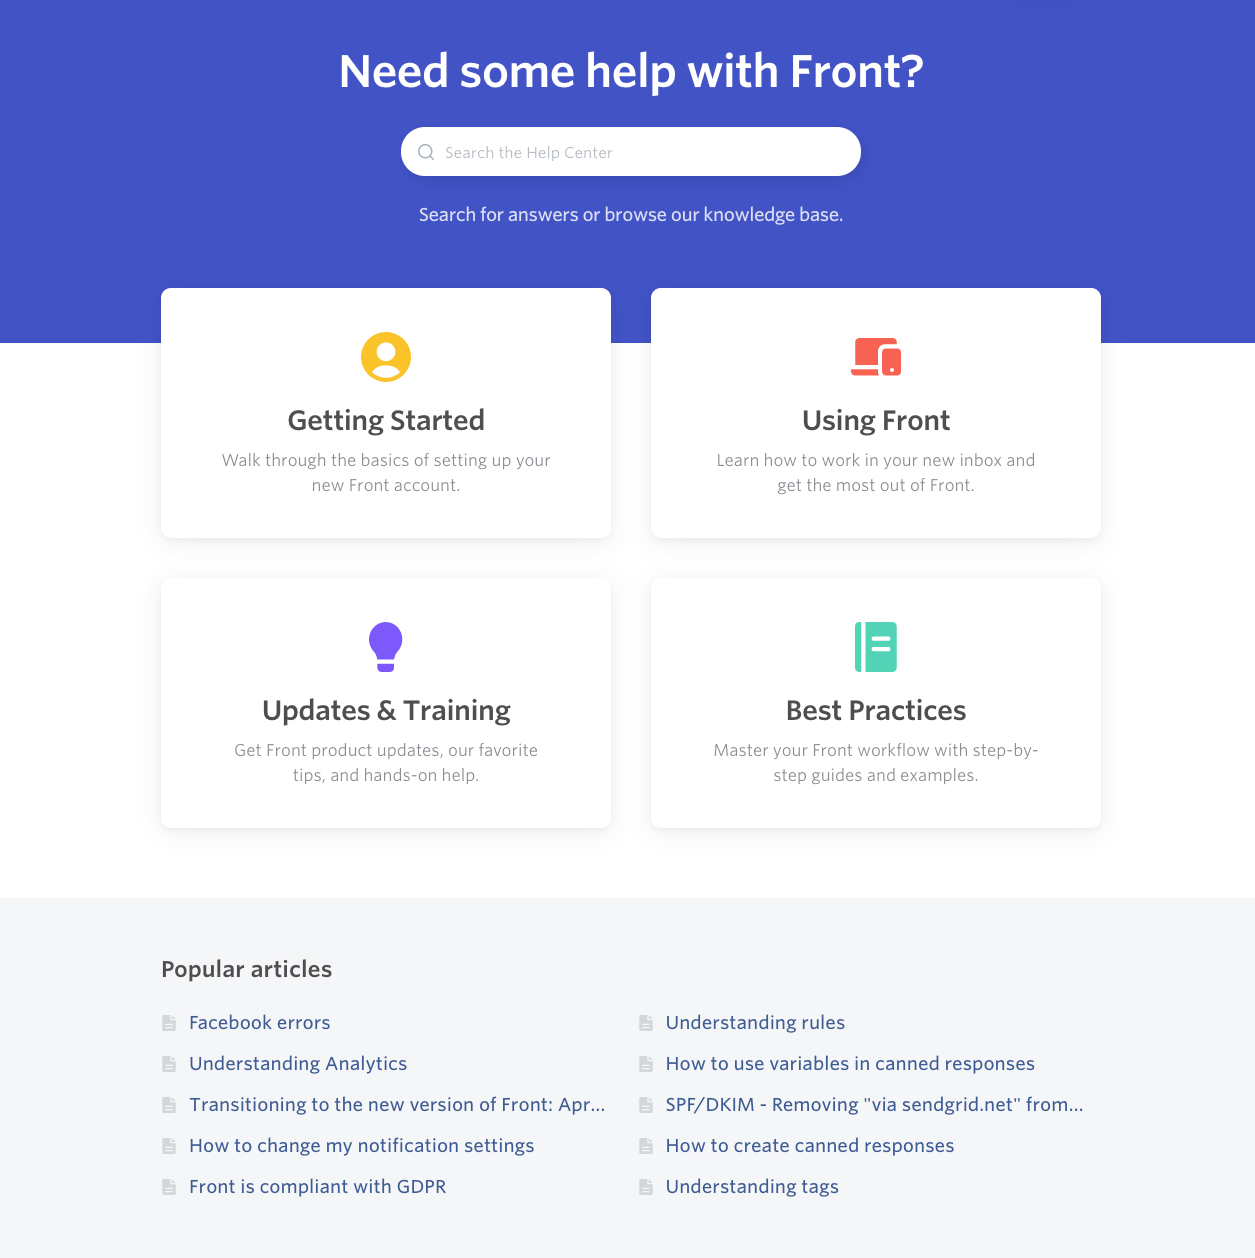 Need some help with Front?
Search the Help Center
Search for answers or browse our knowledge base.
Getting Started
Walk through the basics of setting up your
new Front account.
Using Front
Learn how to work in your new inbox and
get the most out of Front.
Updates & Training
Get Front product updates, our favorite
tips, and hands-on help.
Best Practices
Master your Front workflow with step-by-
step guides and examples.
Popular articles
Facebook errors
Understanding Analytics
Transitioning to the new version of Front: Apr...
How to change my notification settings
Front is compliant with GDPR
Understanding rules
How to use variables in canned responses
SPF/DKIM - Removing "via sendgrid.net" from...
How to create canned responses
Understanding tags